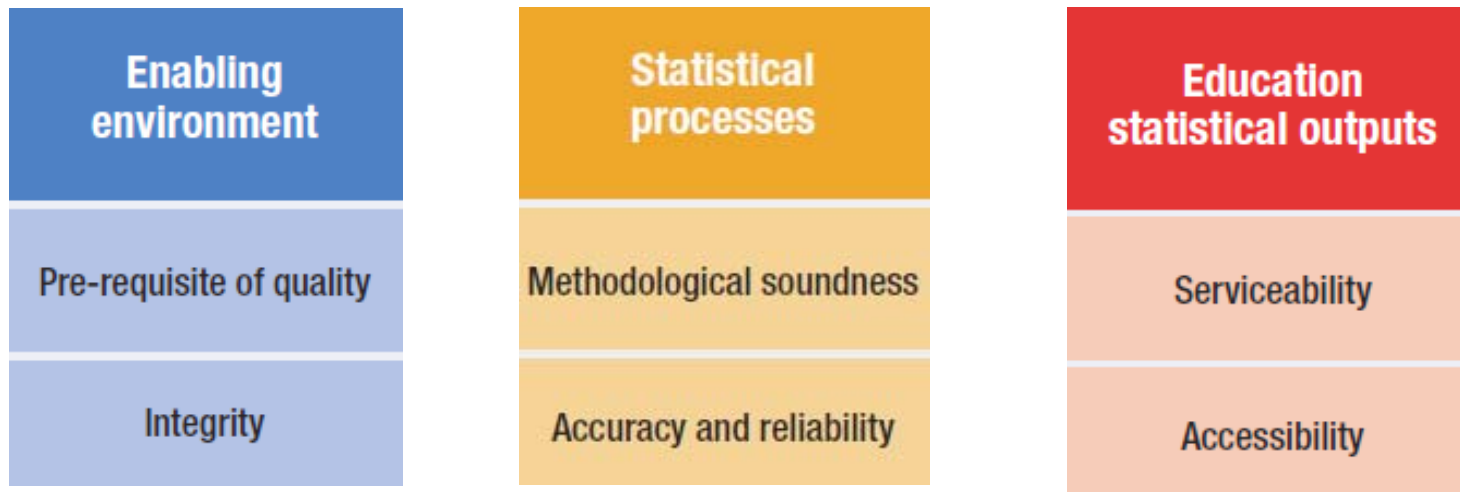 Enabling
environment
Pre-requisite of quality
Integrity
Statistical
processes
Methodological soundness
Accuracy and reliability
Education
statistical outputs
Serviceability
Accessibility